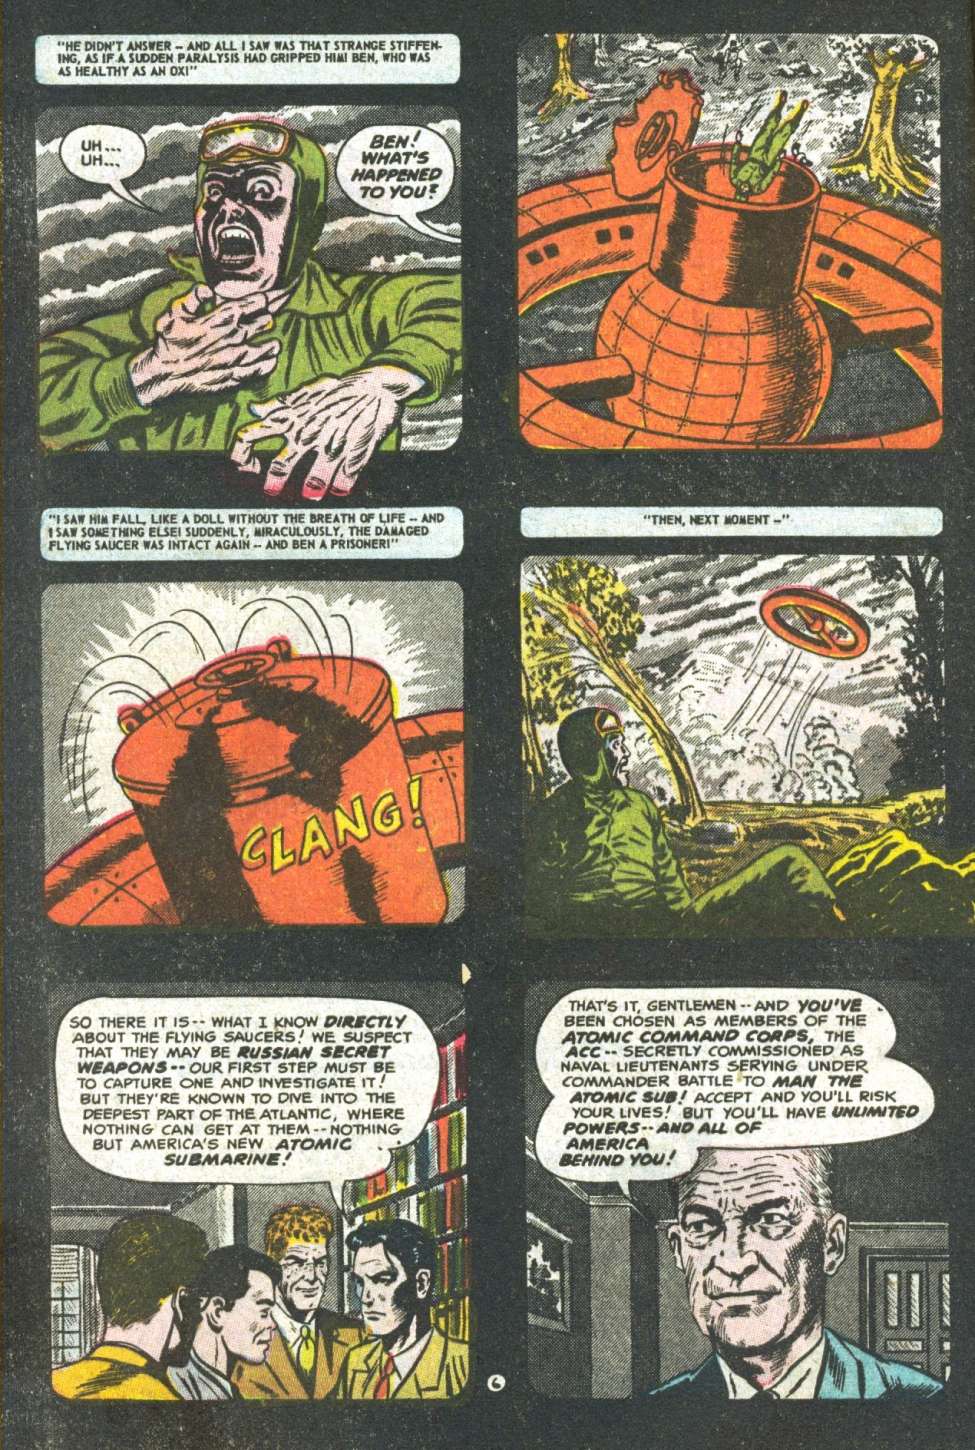 "HE DIDN'T ANSWER -- AND ALL I SAW WAS THAT STRANGE STIFFEN-
ING, AS IF A SUDDEN PARALYSIS HAD GRIPPED HIM! BEN, WHO WAS
AS HEALTHY AS AN OX!"
UH...
UH...
BEN!
WHAT'S
HAPPENED
TO YOU?
"I SAW HIM FALL, LIKE A DOLL WITHOUT THE BREATH OF LIFE -- AND
I SAW SOMETHING ELSE! SUDDENLY, MIRACULOUSLY, THE DAMAGED
FLYING SAUCER WAS INTACT AGAIN -- AND BEN A PRISONER!"
CLANG!
"THEN, NEXT MOMENT --"
SO THERE IT IS -- WHAT I KNOW DIRECTLY
ABOUT THE FLYING SAUCERS! WE SUSPECT
THAT THEY MAY BE RUSSIAN SECRET
WEAPONS -- OUR FIRST STEP MUST BE
TO CAPTURE ONE AND INVESTIGATE IT!
BUT THEY'RE KNOWN TO DIVE INTO THE
DEEPEST PART OF THE ATLANTIC, WHERE
NOTHING CAN GET AT THEM -- NOTHING
BUT AMERICA'S NEW ATOMIC
SUBMARINE!
THAT'S IT, GENTLEMEN -- AND YOU'VE
BEEN CHOSEN AS MEMBERS OF THE
ATOMIC COMMAND CORPS, THE
ACC -- SECRETLY COMMISSIONED AS
NAVAL LIEUTENANTS SERVING UNDER
COMMANDER BATTLE TO MAN THE
ATOMIC SUB! ACCEPT AND YOU'LL RISK
YOUR LIVES! BUT YOU'LL HAVE UNLIMITED
POWERS -- AND ALL OF
AMERICA
BEHIND YOU!
6